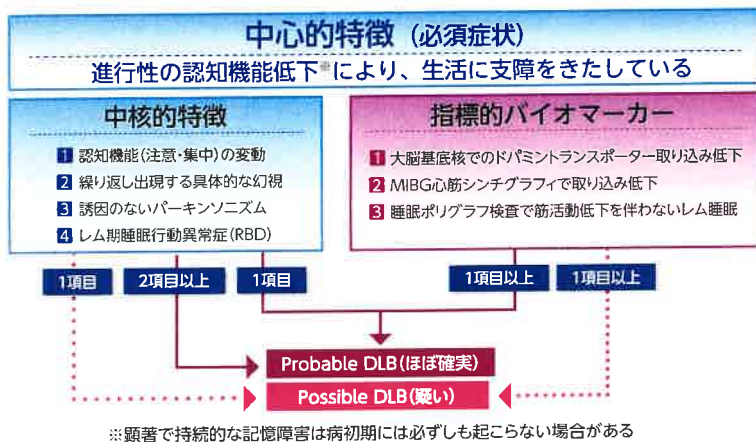 中心的特徴（必須症状）
進行性の認知機能低下※により、生活に支障をきたしている
中核的特徴
1 認知機能（注意・集中）の変動
2 繰り返し出現する具体的な幻視
3 誘因のないパーキンソニズム
4 レム期睡眠行動異常症（RBD）
指標的バイオマーカー
1 大脳基底核でのドパミントランスポーター取り込み低下
2 MIBG心筋シンチグラフィで取り込み低下
3 睡眠ポリグラフ検査で筋活動低下を伴わないレム睡眠
1項目 2項目以上 1項目 1項目以上 1項目以上
Probable DLB（ほぼ確実）
Possible DLB（疑い）
※顕著で持続的な記憶障害は病初期には必ずしも起こらない場合がある